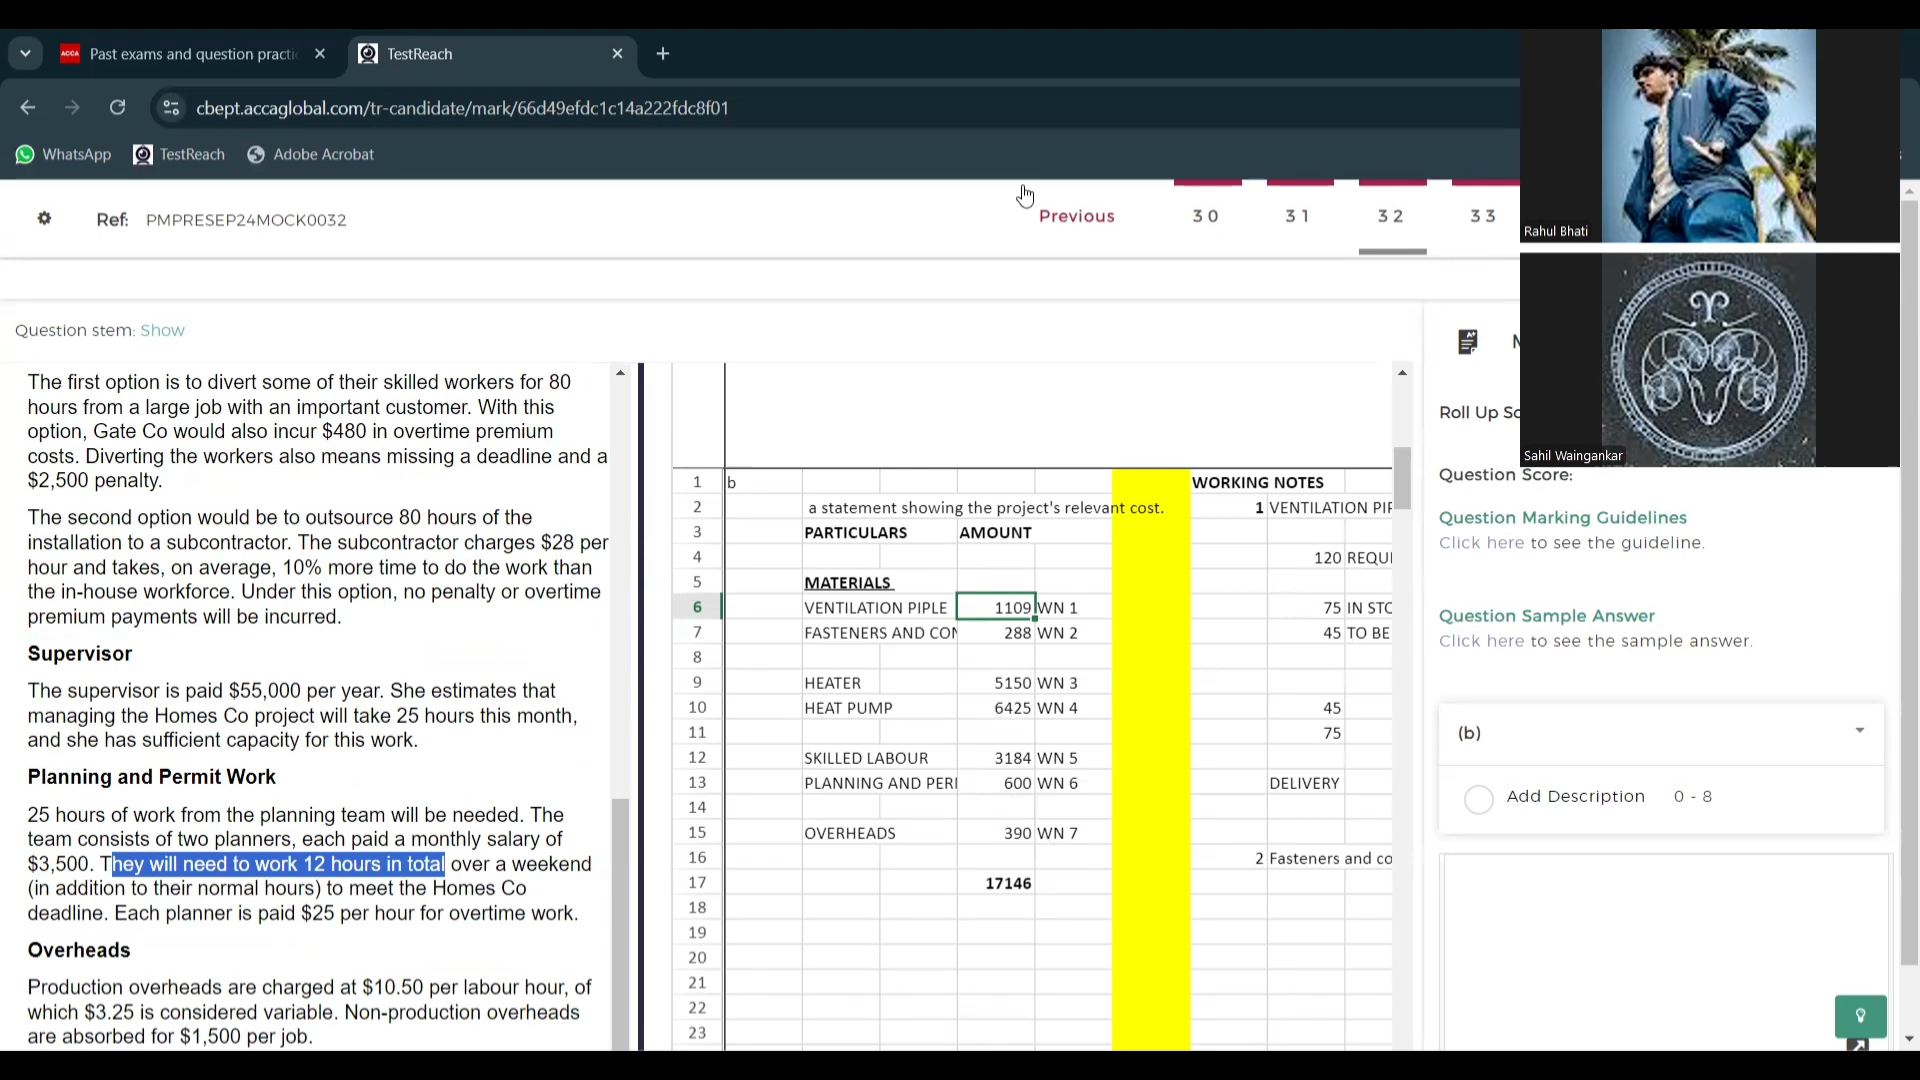 Past exams and question practi
TestReach
cbept.accaglobal.com/tr-candidate/mark/66d49efdc1c14a222fdc8f01
WhatsApp TestReach Adobe Acrobat
Ref: PMPRESEP24MOCK0032
Previous 30 31 32 33
Rahul Bhati
Sahil Waingankar
Question stem: Show
The first option is to divert some of their skilled workers for 80
hours from a large job with an important customer. With this
option, Gate Co would also incur $480 in overtime premium
costs. Diverting the workers also means missing a deadline and a
$2,500 penalty.
The second option would be to outsource 80 hours of the
installation to a subcontractor. The subcontractor charges $28 per
hour and takes, on average, 10% more time to do the work than
the in-house workforce. Under this option, no penalty or overtime
premium payments will be incurred.
Supervisor
The supervisor is paid $55,000 per year. She estimates that
managing the Homes Co project will take 25 hours this month,
and she has sufficient capacity for this work.
Planning and Permit Work
25 hours of work from the planning team will be needed. The
team consists of two planners, each paid a monthly salary of
$3,500. They will need to work 12 hours in total over a weekend
(in addition to their normal hours) to meet the Homes Co
deadline. Each planner is paid $25 per hour for overtime work.
Overheads
Production overheads are charged at $10.50 per labour hour, of
which $3.25 is considered variable. Non-production overheads
are absorbed for $1,500 per job.
1 b WORKING NOTES
2 a statement showing the project's relevant cost. 1 VENTILATION PIP
3 PARTICULARS AMOUNT
4 120 REQUI
5 MATERIALS
6 VENTILATION PIPLE 1109 WN 1 75 IN STO
7 FASTENERS AND CON 288 WN 2 45 TO BE
8
9 HEATER 5150 WN 3
10 HEAT PUMP 6425 WN 4 45
11 75
12 SKILLED LABOUR 3184 WN 5
13 PLANNING AND PERI 600 WN 6 DELIVERY
14
15 OVERHEADS 390 WN 7
16 2 Fasteners and co
17 17146
18
19
20
21
22
23
Roll Up Sc
Question Score:
Question Marking Guidelines
Click here to see the guideline.
Question Sample Answer
Click here to see the sample answer.
(b)
Add Description 0 - 8